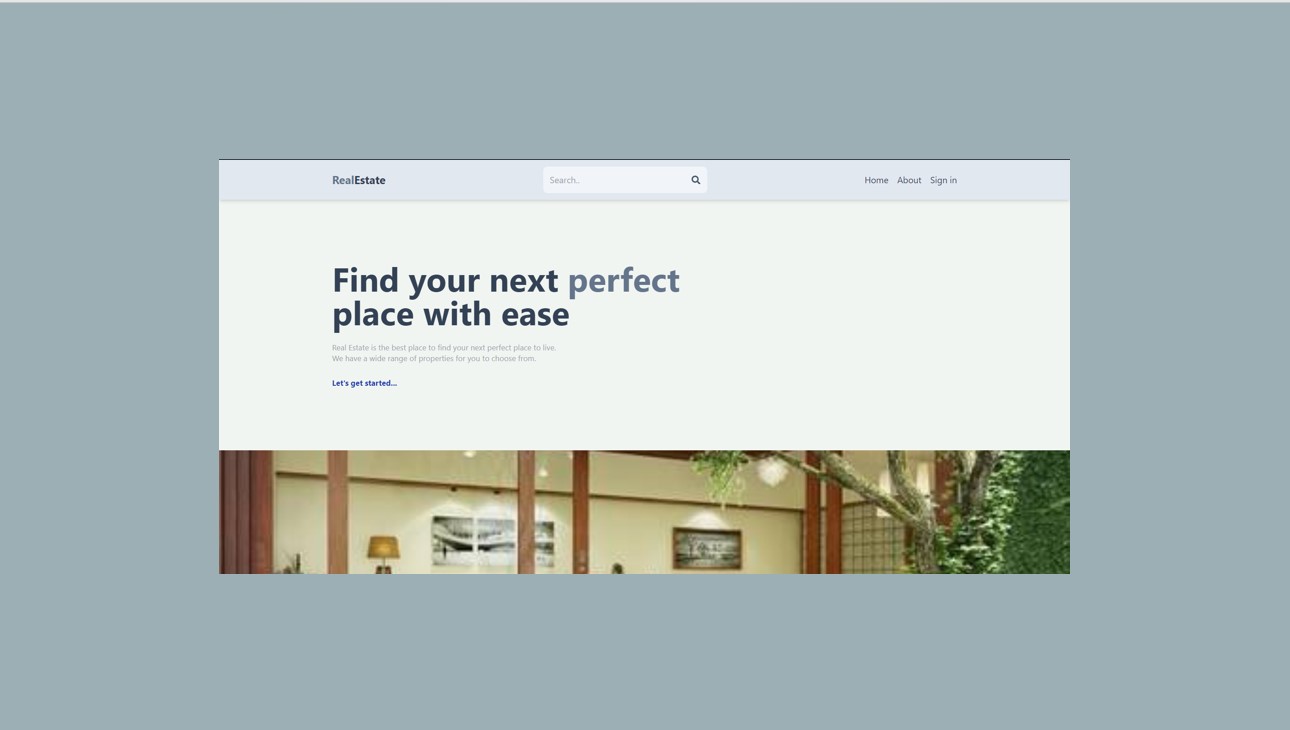 RealEstate
Search..
Home About Sign in
Find your next perfect
place with ease
Real Estate is the best place to find your next perfect place to live.
We have a wide range of properties for you to choose from.
Let's get started...